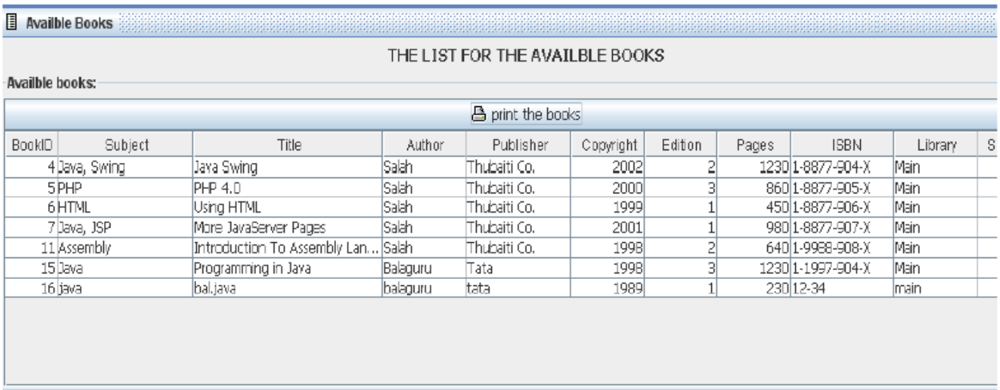 Availble Books
THE LIST FOR THE AVAILBLE BOOKS
Availble books:
print the books
BookID Subject Title Author Publisher Copyright Edition Pages ISBN Library S
4 Java, Swing Java Swing Salah Thubaiti Co. 2002 2 1230 1-8877-904-X Main
5 PHP PHP 4.0 Salah Thubaiti Co. 2000 3 860 1-8877-905-X Main
6 HTML Using HTML Salah Thubaiti Co. 1999 1 450 1-8877-906-X Main
7 Java, JSP More JavaServer Pages Salah Thubaiti Co. 2001 1 980 1-8877-907-X Main
11 Assembly Introduction To Assembly Lan... Salah Thubaiti Co. 1998 2 640 1-9988-908-X Main
15 Java Programming in Java Balaguru Tata 1998 3 1230 1-1997-904-X Main
16 java bal.java balaguru tata 1989 1 230 12-34 main